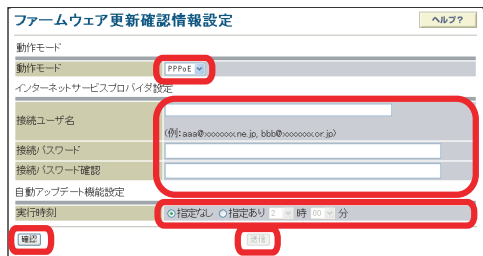 ファームウェア更新確認情報設定 ヘルプ?
動作モード
動作モード PPPoE
インターネットサービスプロバイダ設定
接続ユーザ名
(例: aaa@xxxxxxx.ne.jp, bbb@xxxxxxx.or.jp)
接続パスワード
接続パスワード確認
自動アップデート機能設定
実行時刻 指定なし 指定あり 2 時 00 分
確認 送信